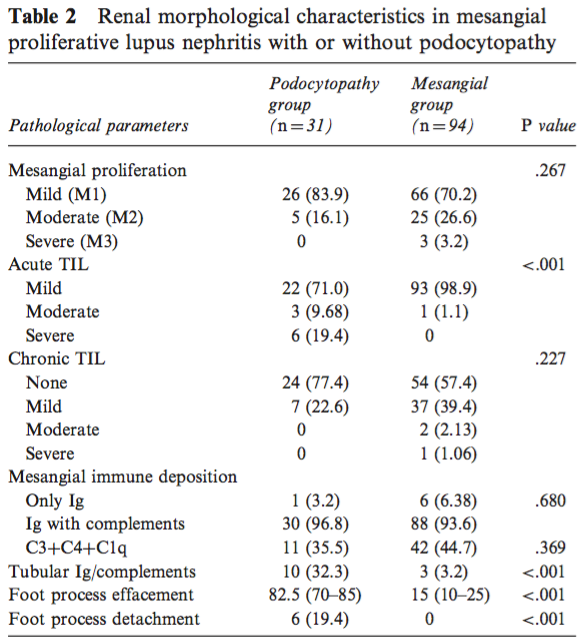 Table 2 Renal morphological characteristics in mesangial
proliferative lupus nephritis with or without podocytopathy
Podocytopathy Mesangial
group group
Pathological parameters (n=31) (n=94) P value
Mesangial proliferation .267
Mild (M1) 26 (83.9) 66 (70.2)
Moderate (M2) 5 (16.1) 25 (26.6)
Severe (M3) 0 3 (3.2)
Acute TIL <.001
Mild 22 (71.0) 93 (98.9)
Moderate 3 (9.68) 1 (1.1)
Severe 6 (19.4) 0
Chronic TIL .227
None 24 (77.4) 54 (57.4)
Mild 7 (22.6) 37 (39.4)
Moderate 0 2 (2.13)
Severe 0 1 (1.06)
Mesangial immune deposition
Only Ig 1 (3.2) 6 (6.38) .680
Ig with complements 30 (96.8) 88 (93.6)
C3+C4+C1q 11 (35.5) 42 (44.7) .369
Tubular Ig/complements 10 (32.3) 3 (3.2) <.001
Foot process effacement 82.5 (70–85) 15 (10–25) <.001
Foot process detachment 6 (19.4) 0 <.001